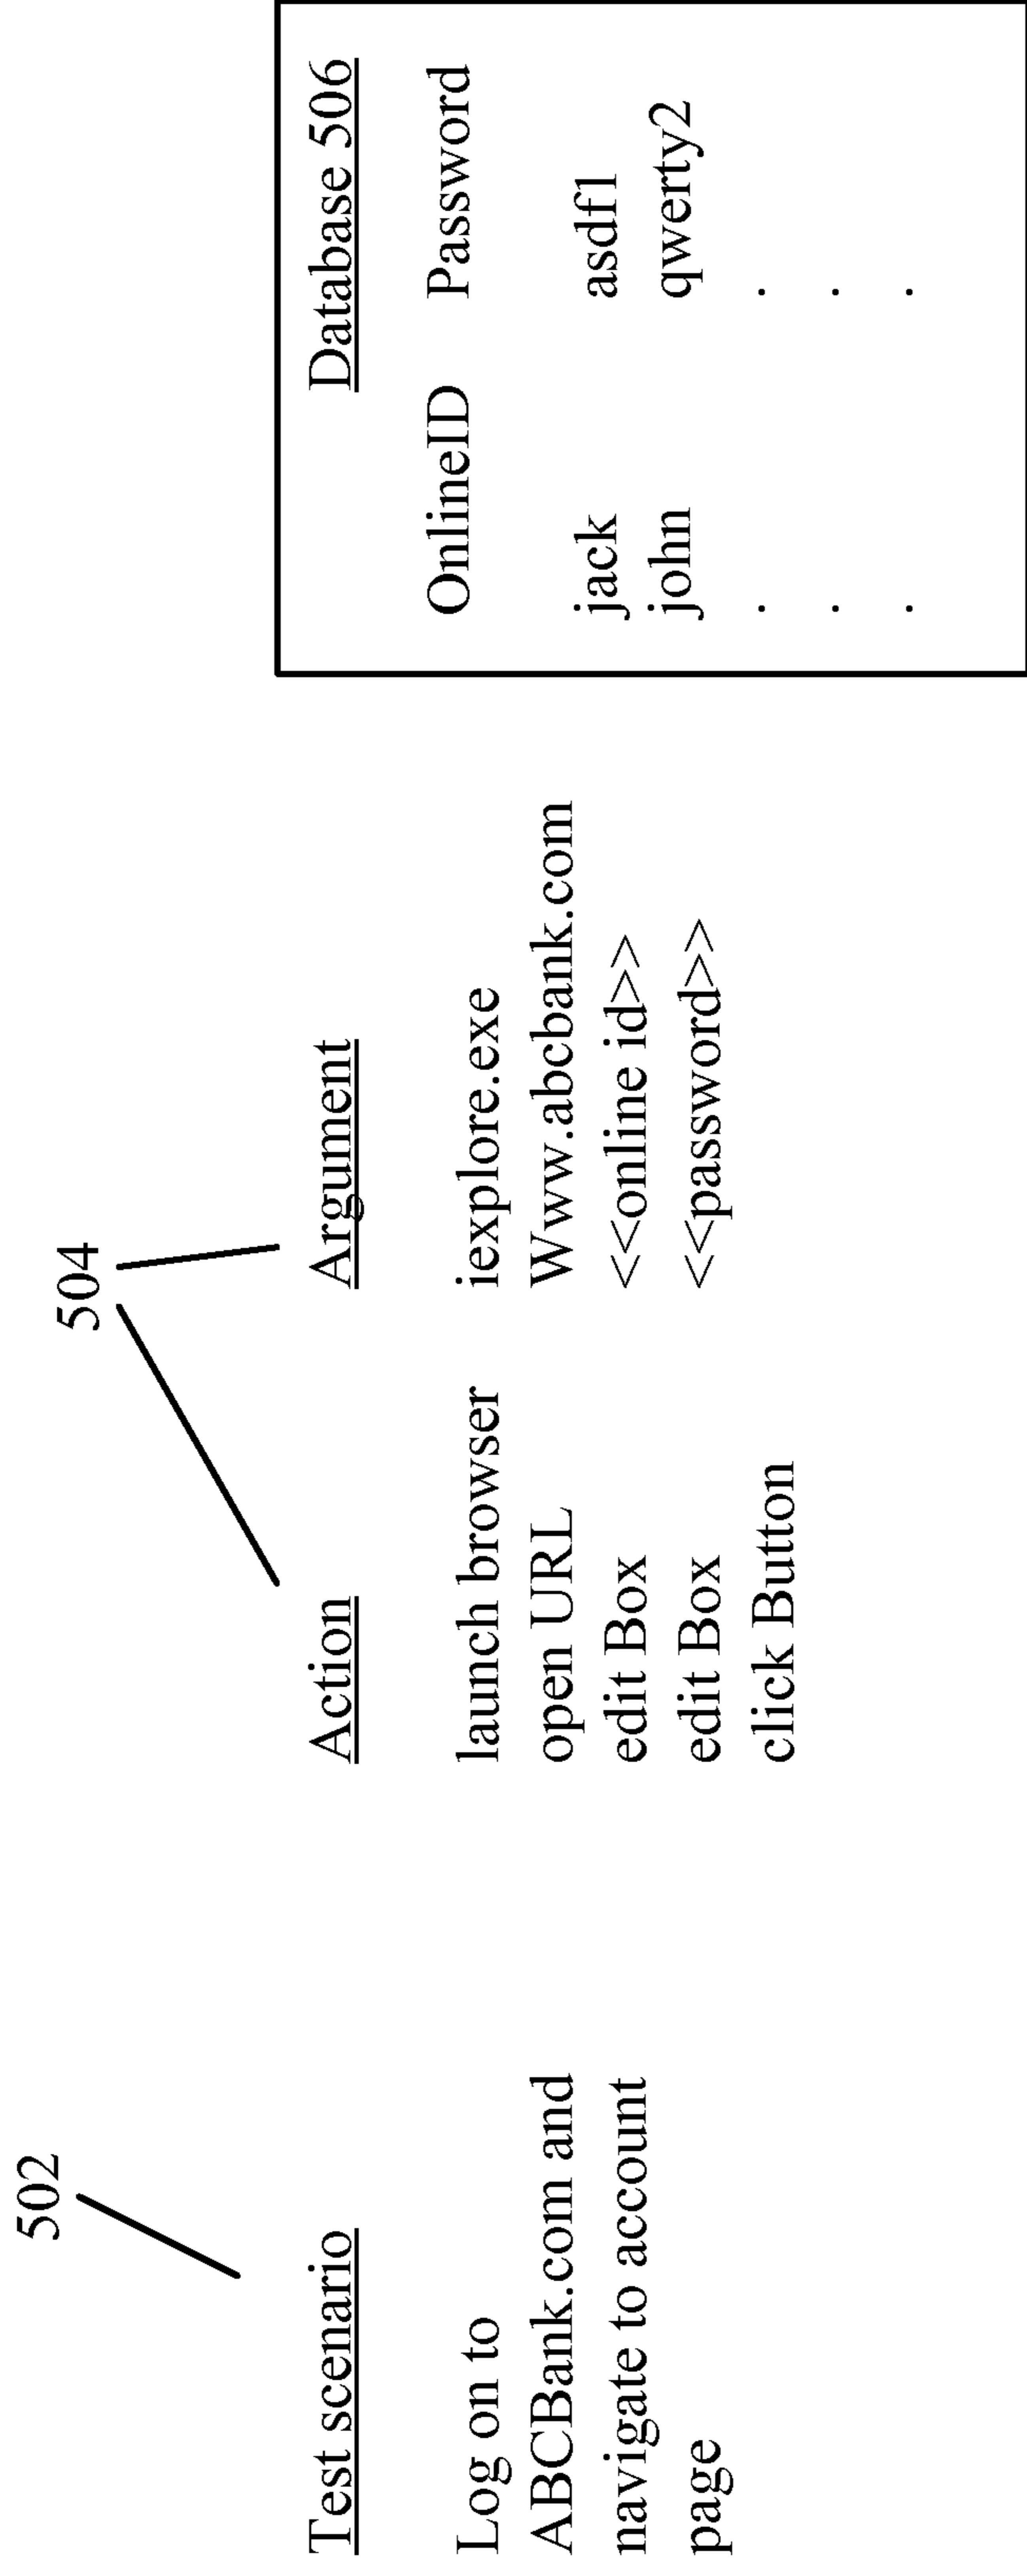 502
504
Test scenario
Log on to
ABCBank.com and
navigate to account
page
Action Argument
launch browser iexplore.exe
open URL Www.abcbank.com
edit Box <<online id>>
edit Box <<password>>
click Button
Database 506
OnlineID Password
jack asdf1
john qwerty2
. .
. .
. .